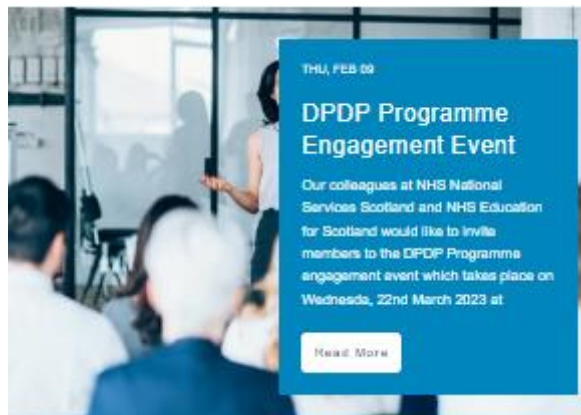 THU, FEB 09
DPDP Programme
Engagement Event
Our colleagues at NHS National
Services Scotland and NHS Education
for Scotland would like to invite
members to the DPDP Programme
engagement event which takes place on
Wednesda, 22nd March 2023 at
Read More